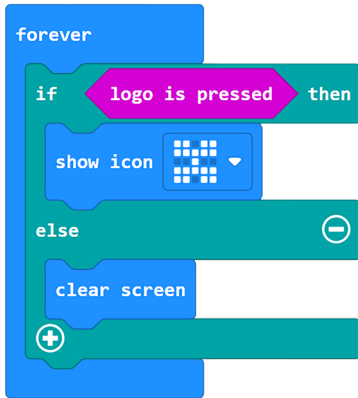 forever
if logo is pressed then
show icon
else
clear screen